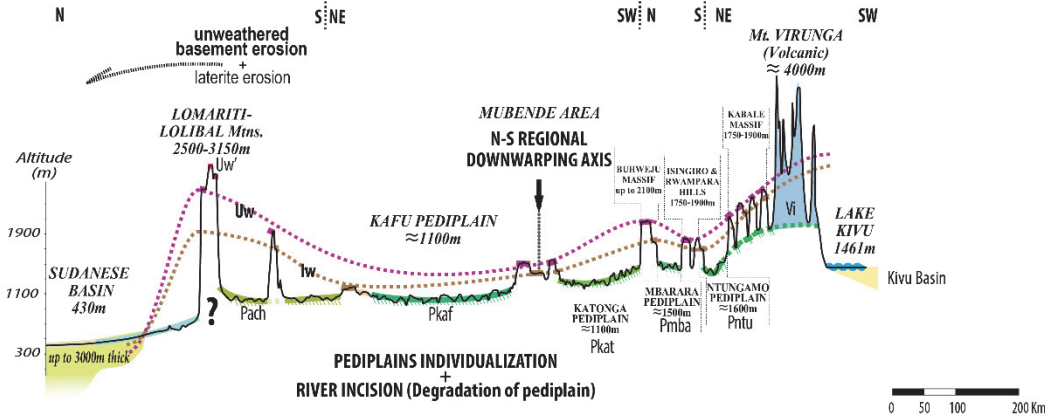 N
S
NE
SW
N
S
NE
SW
unweathered
basement erosion
+
laterite erosion
Mt. VIRUNGA
(Volcanic)
≈ 4000m
LOMARITI-
LOLIBAL Mtns.
2500-3150m
MUBENDE AREA
N-S REGIONAL
DOWNWARPING AXIS
KABALE
MASSIF
1750-1900m
BUHWEJU
MASSIF
up to 2100m
ISINGIRO &
RWAMPARA
HILLS
1750-1900m
Altitude
(m)
Uw'
Uw
Iw
KAFU PEDIPLAIN
≈1100m
Vi
LAKE
KIVU
1461m
Kivu Basin
1900
1100
300
SUDANESE
BASIN
430m
up to 3000m thick
?
Pach
Pkaf
KATONGA
PEDIPLAIN
≈1100m
Pkat
MBARARA
PEDIPLAIN
≈1500m
Pmba
NTUNGAMO
PEDIPLAIN
≈1600m
Pntu
PEDIPLAINS INDIVIDUALIZATION
+
RIVER INCISION (Degradation of pediplain)
0 50 100 200 Km